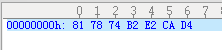 0 1 2 3 4 5 6 7
00000000h: 81 78 74 B2 E2 CA D4